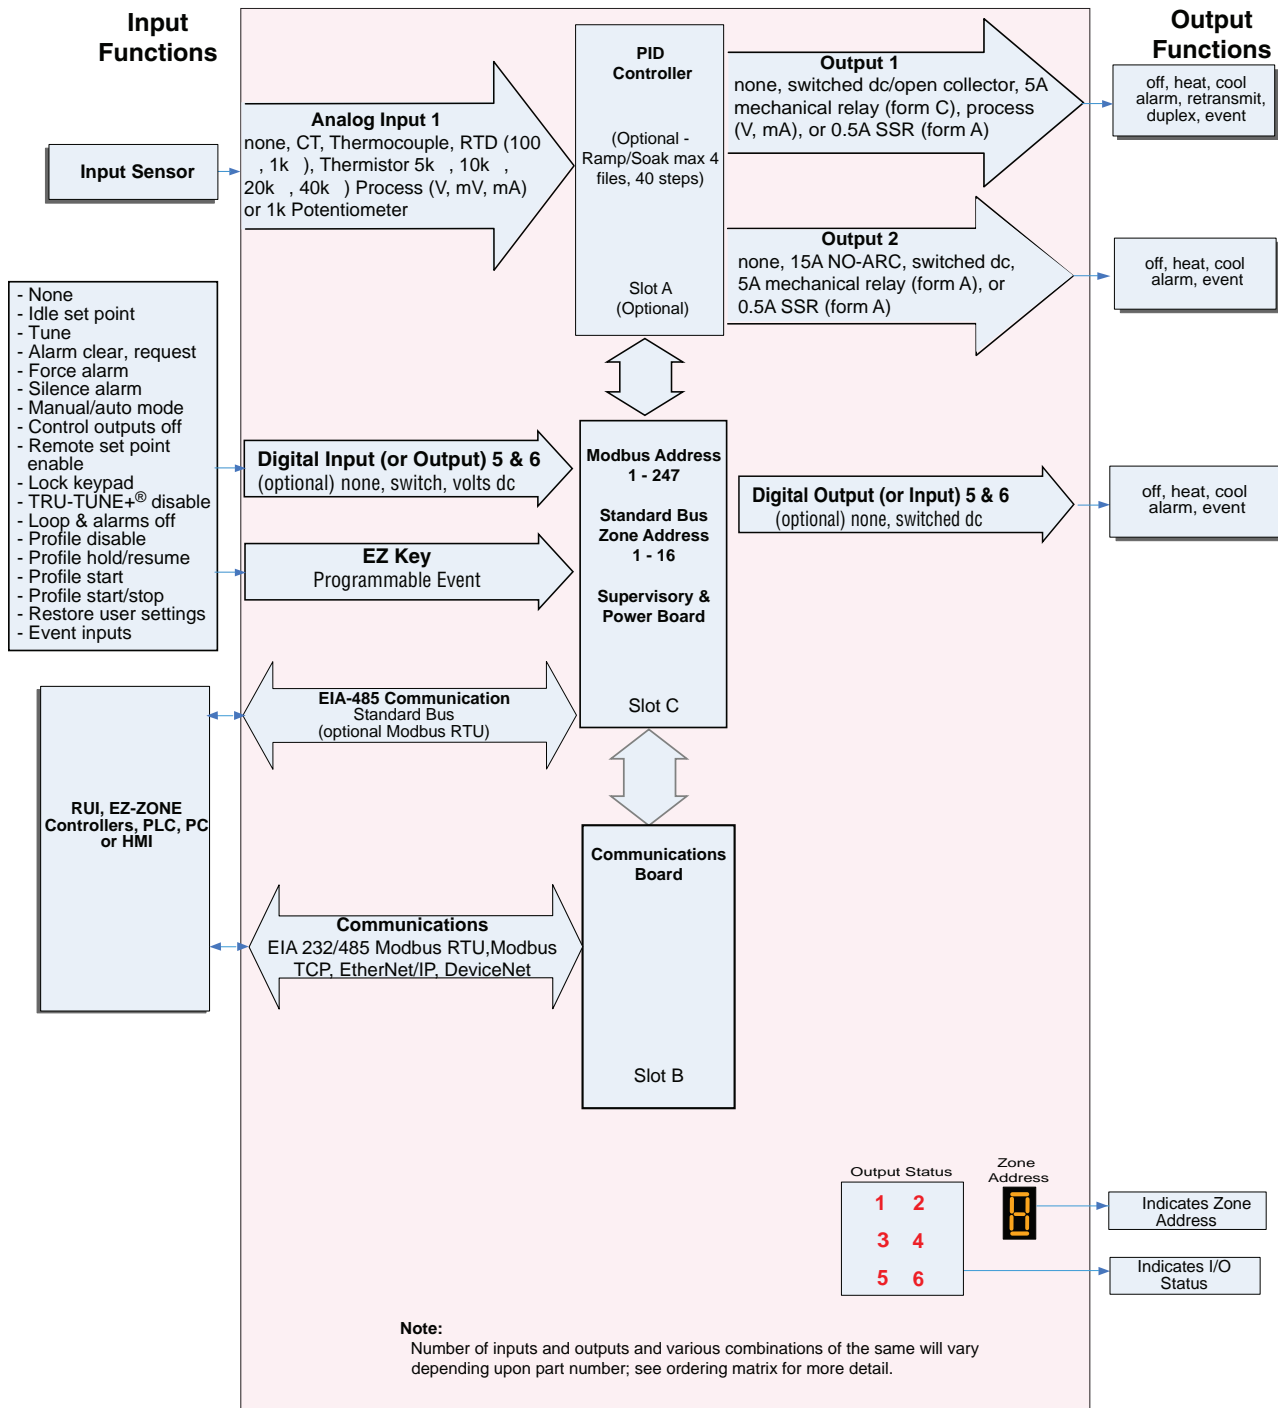 Input
Functions
Output
Functions
Input Sensor
Analog Input 1
none, CT, Thermocouple, RTD (100
, 1k ), Thermistor 5k , 10k ,
20k , 40k ) Process (V, mV, mA)
or 1k Potentiometer
PID
Controller
(Optional -
Ramp/Soak max 4
files, 40 steps)
Slot A
(Optional)
Output 1
none, switched dc/open collector, 5A
mechanical relay (form C), process
(V, mA), or 0.5A SSR (form A)
off, heat, cool
alarm, retransmit,
duplex, event
Output 2
none, 15A NO-ARC, switched dc,
5A mechanical relay (form A), or
0.5A SSR (form A)
off, heat, cool
alarm, event
- None
- Idle set point
- Tune
- Alarm clear, request
- Force alarm
- Silence alarm
- Manual/auto mode
- Control outputs off
- Remote set point
enable
- Lock keypad
- TRU-TUNE+® disable
- Loop & alarms off
- Profile disable
- Profile hold/resume
- Profile start
- Profile start/stop
- Restore user settings
- Event inputs
Digital Input (or Output) 5 & 6
(optional) none, switch, volts dc
EZ Key
Programmable Event
Modbus Address
1 - 247
Standard Bus
Zone Address
1 - 16
Supervisory &
Power Board
Slot C
Digital Output (or Input) 5 & 6
(optional) none, switched dc
off, heat, cool
alarm, event
EIA-485 Communication
Standard Bus
(optional Modbus RTU)
RUI, EZ-ZONE
Controllers, PLC, PC
or HMI
Communications
EIA 232/485 Modbus RTU,Modbus
TCP, EtherNet/IP, DeviceNet
Communications
Board
Slot B
Output Status
1 2
3 4
5 6
Zone
Address
8
Indicates Zone
Address
Indicates I/O
Status
Note:
Number of inputs and outputs and various combinations of the same will vary
depending upon part number; see ordering matrix for more detail.